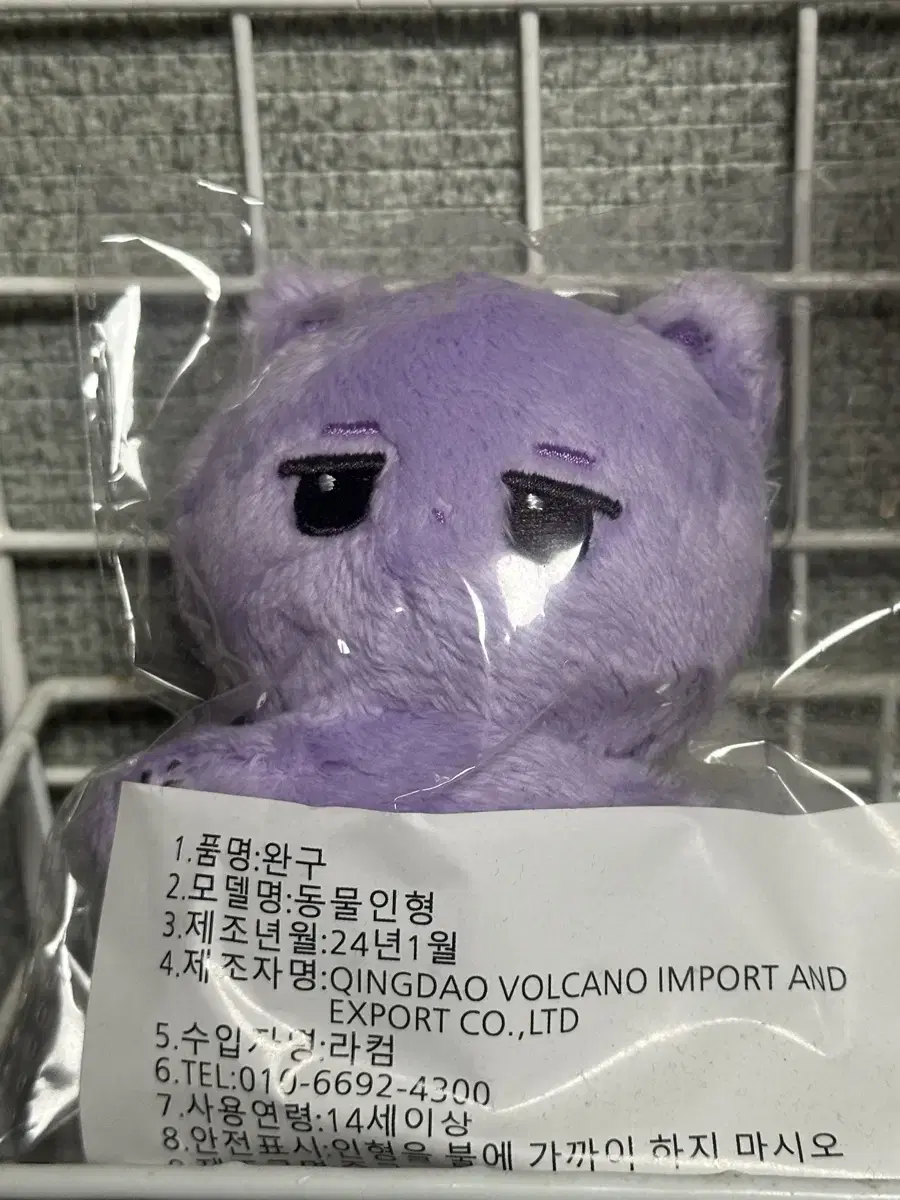 1.품명:완구
2.모델명:동물인형
3.제조년월:24년1월
4.제조자명:QINGDAO VOLCANO IMPORT AND
EXPORT CO.,LTD
5.수입자명:라컴
6.TEL:010-6692-4300
7.사용연령:14세이상
8.안전표시:인형을 불에 가까이 하지 마시오